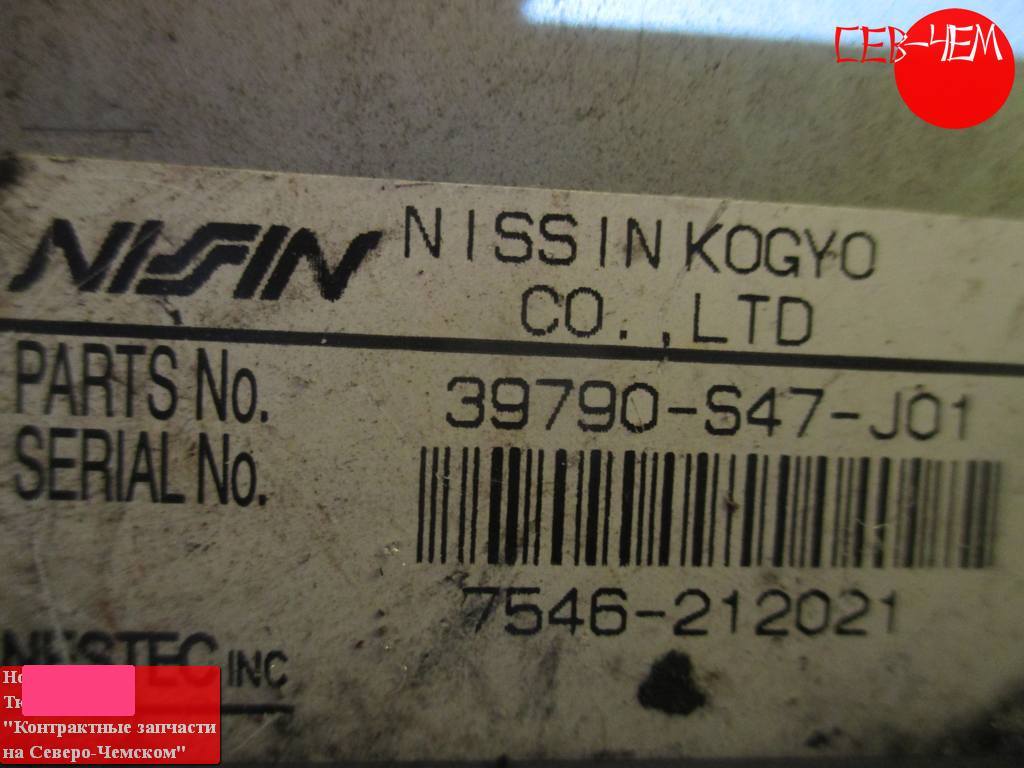 СЕВ-ЧЕМ
NISSIN NISSIN KOGYO
CO.,LTD
PARTS No. 39790-S47-J01
SERIAL No.
7546-212021
NESTEC INC
"Контрактные запчасти
на Северо-Чемском"